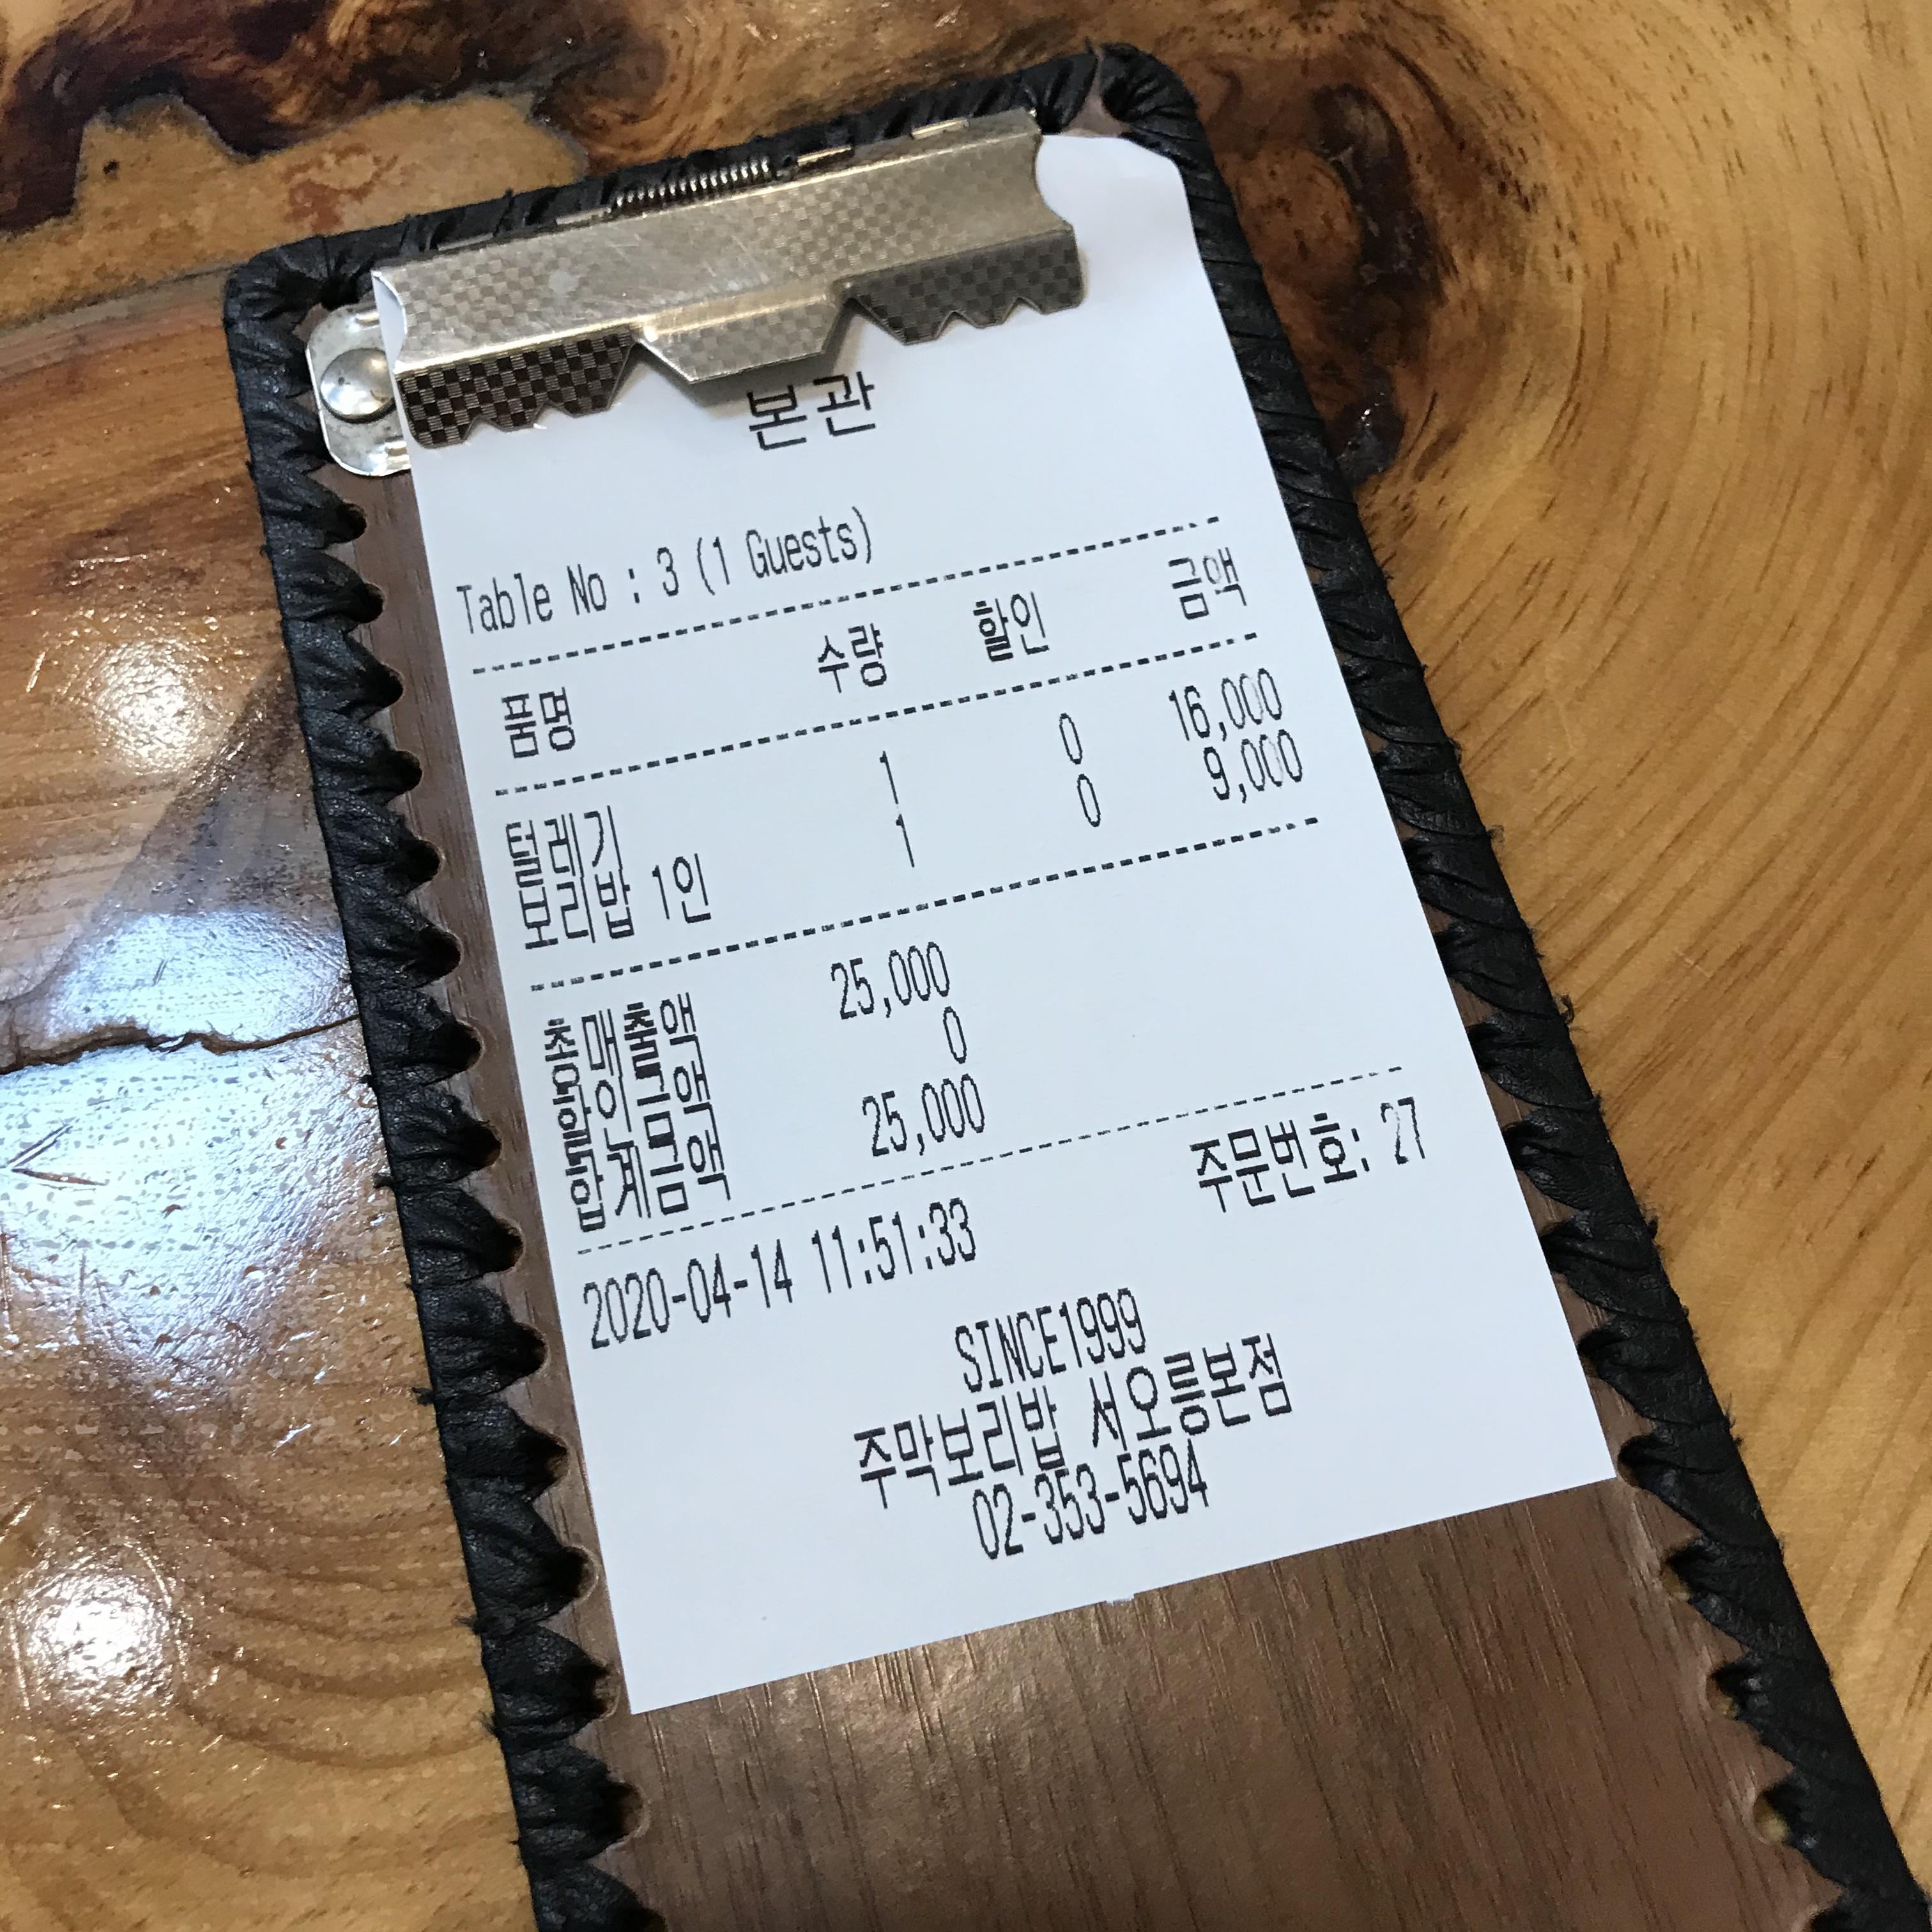 본관
Table No : 3 (1 Guests)
품명 수량 할인 금액
털레기 1 0 16,000
보리밥 1인 1 0 9,000
총매출액 25,000
할인금액 0
합계금액 25,000
2020-04-14 11:51:33 주문번호: 27
SINCE1999
주막보리밥 서오릉본점
02-353-5694